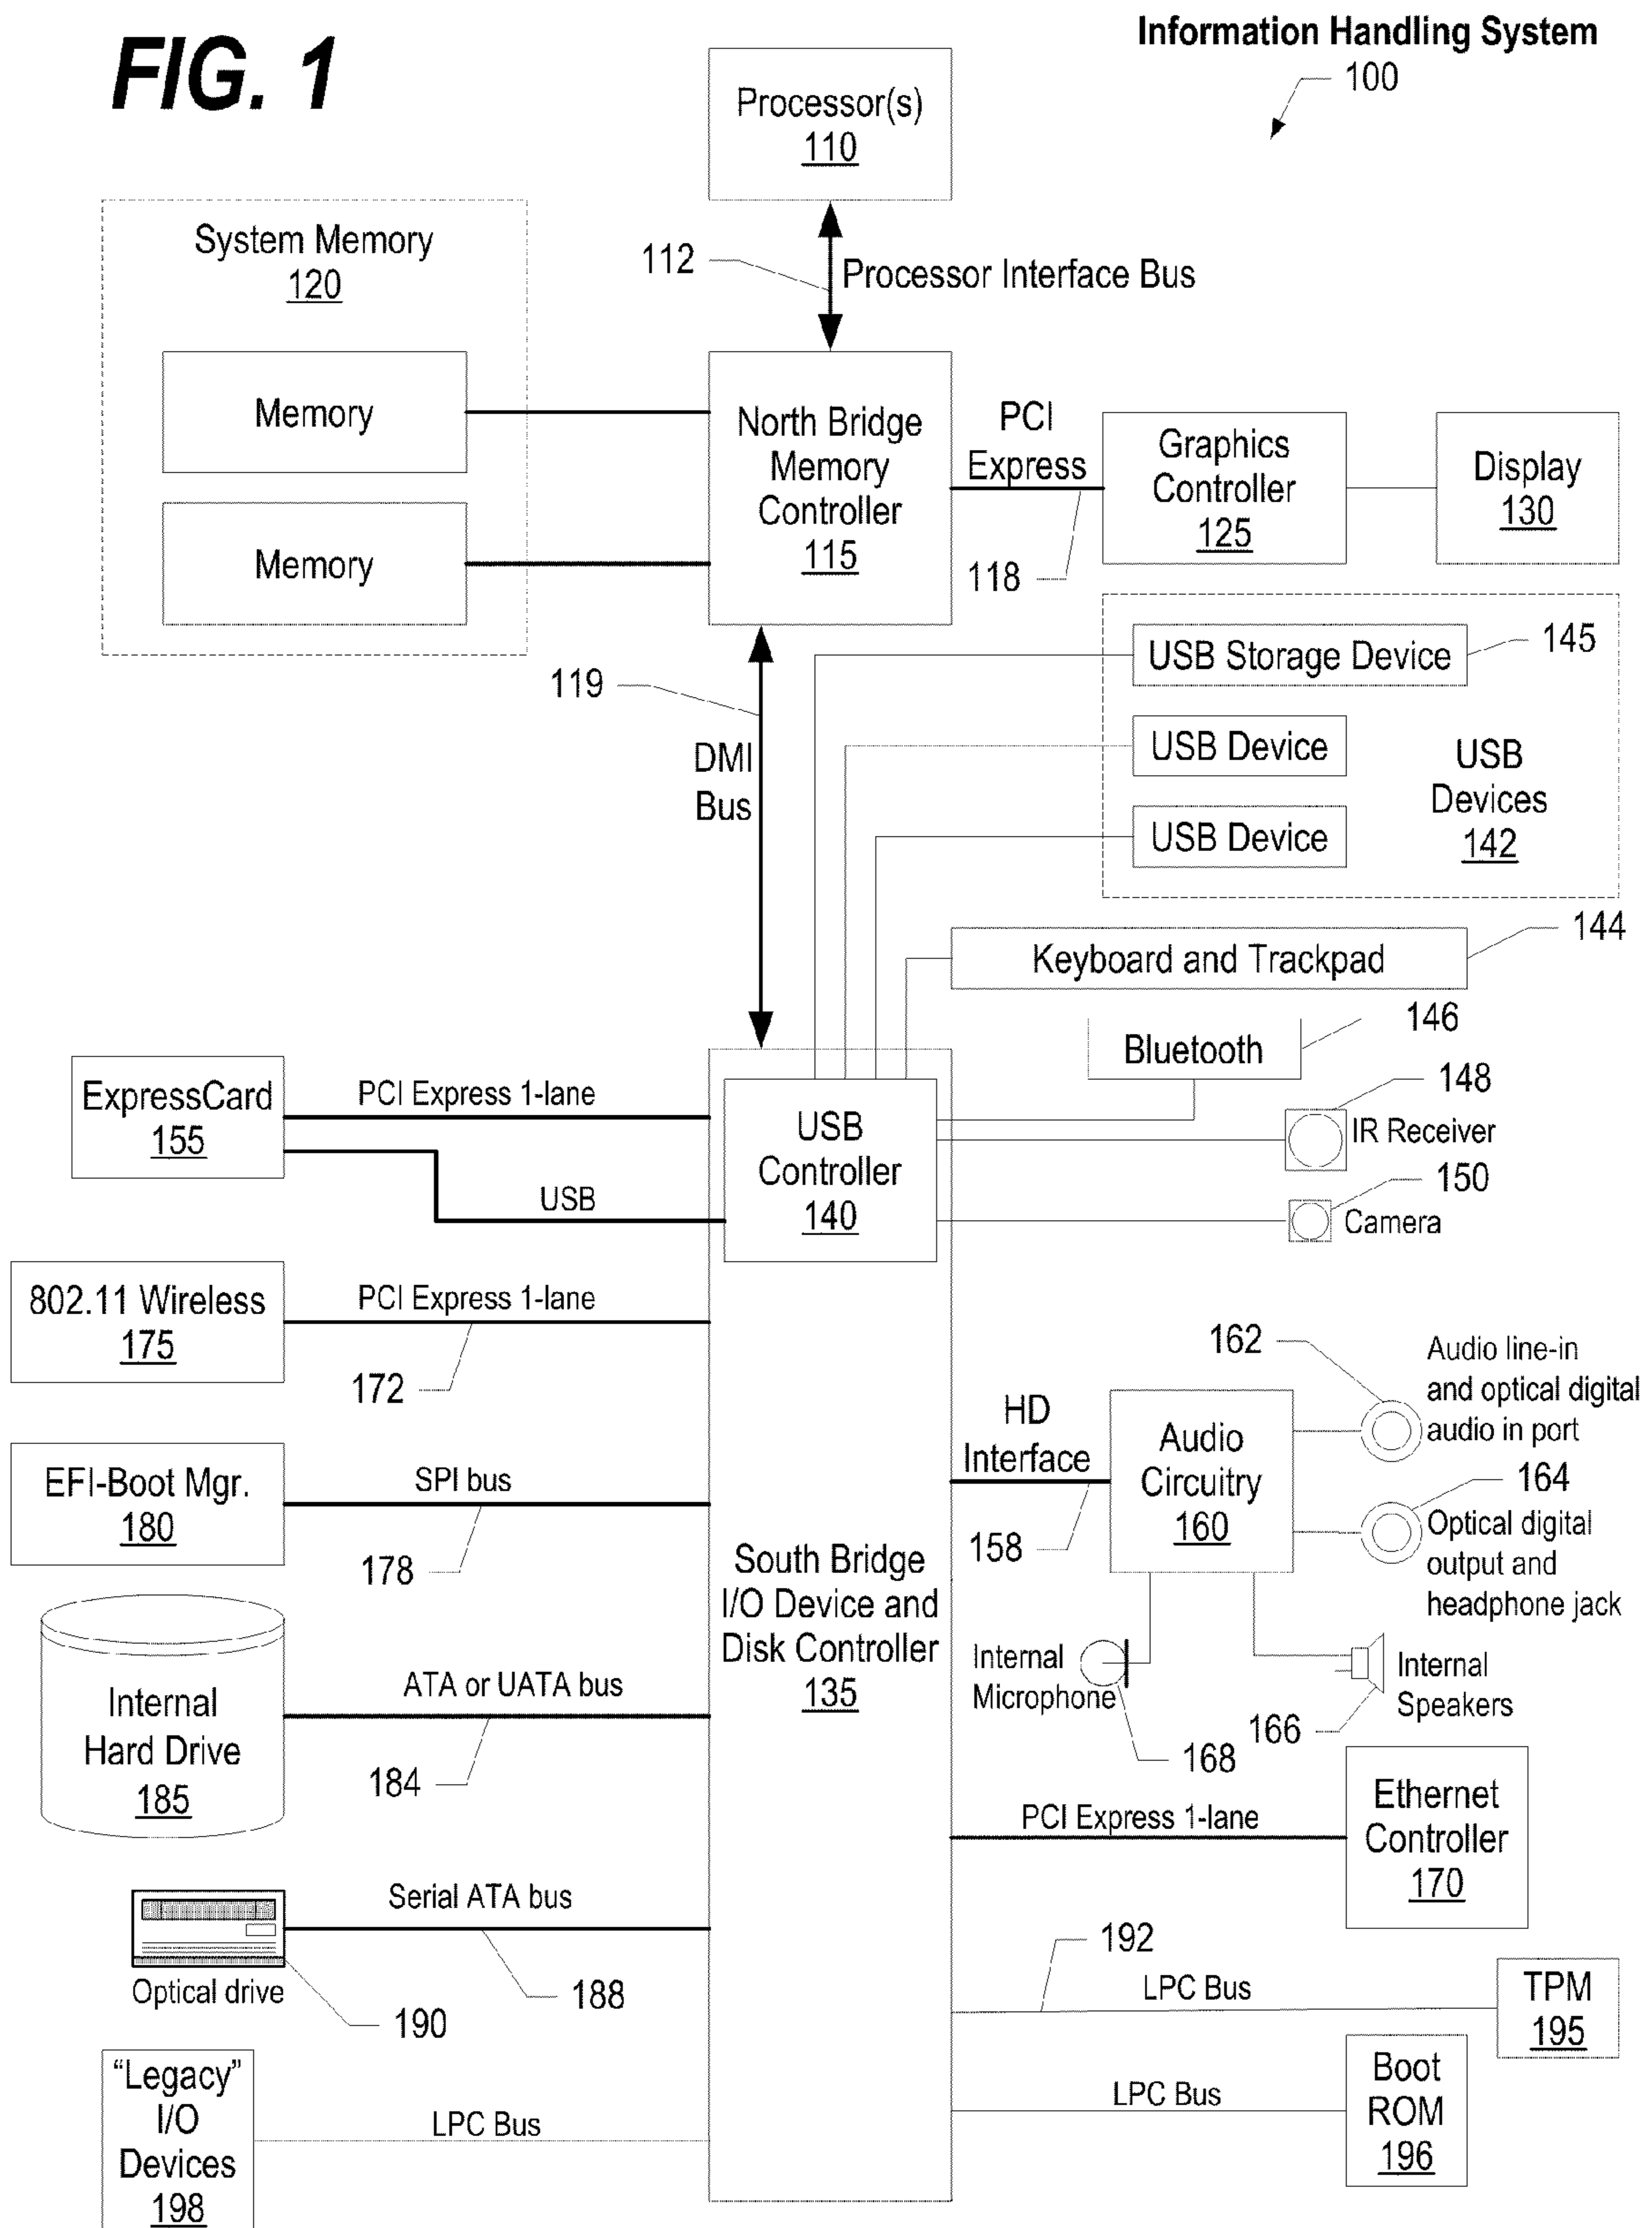 FIG. 1
Information Handling System
100
Processor(s)
110
System Memory
120
112
Processor Interface Bus
Memory
Memory
North Bridge
Memory
Controller
115
PCI
Express
118
Graphics
Controller
125
Display
130
119
DMI
Bus
USB Storage Device
145
USB Device
USB Device
USB
Devices
142
Keyboard and Trackpad
144
Bluetooth
146
148
IR Receiver
150
Camera
ExpressCard
155
PCI Express 1-lane
USB
USB
Controller
140
802.11 Wireless
175
PCI Express 1-lane
172
EFI-Boot Mgr.
180
SPI bus
178
Internal
Hard Drive
185
ATA or UATA bus
184
South Bridge
I/O Device and
Disk Controller
135
HD
Interface
158
Audio
Circuitry
160
162
Audio line-in
and optical digital
audio in port
164
Optical digital
output and
headphone jack
Internal
Microphone
168
166
Internal
Speakers
PCI Express 1-lane
Ethernet
Controller
170
Serial ATA bus
188
Optical drive
190
192
LPC Bus
TPM
195
LPC Bus
Boot
ROM
196
“Legacy”
I/O
Devices
198
LPC Bus